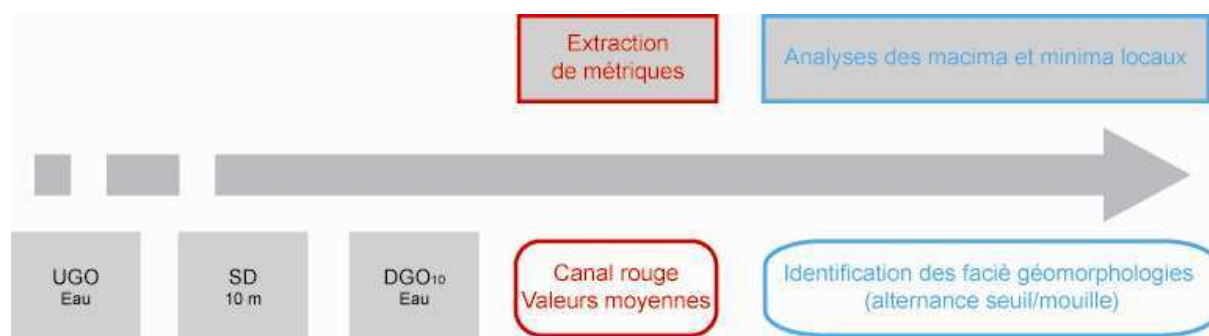 Extraction
de métriques
Analyses des macima et minima locaux
UGO
Eau
SD
10 m
DGO10
Eau
Canal rouge
Valeurs moyennes
Identification des faciè géomorphologies
(alternance seuil/mouille)